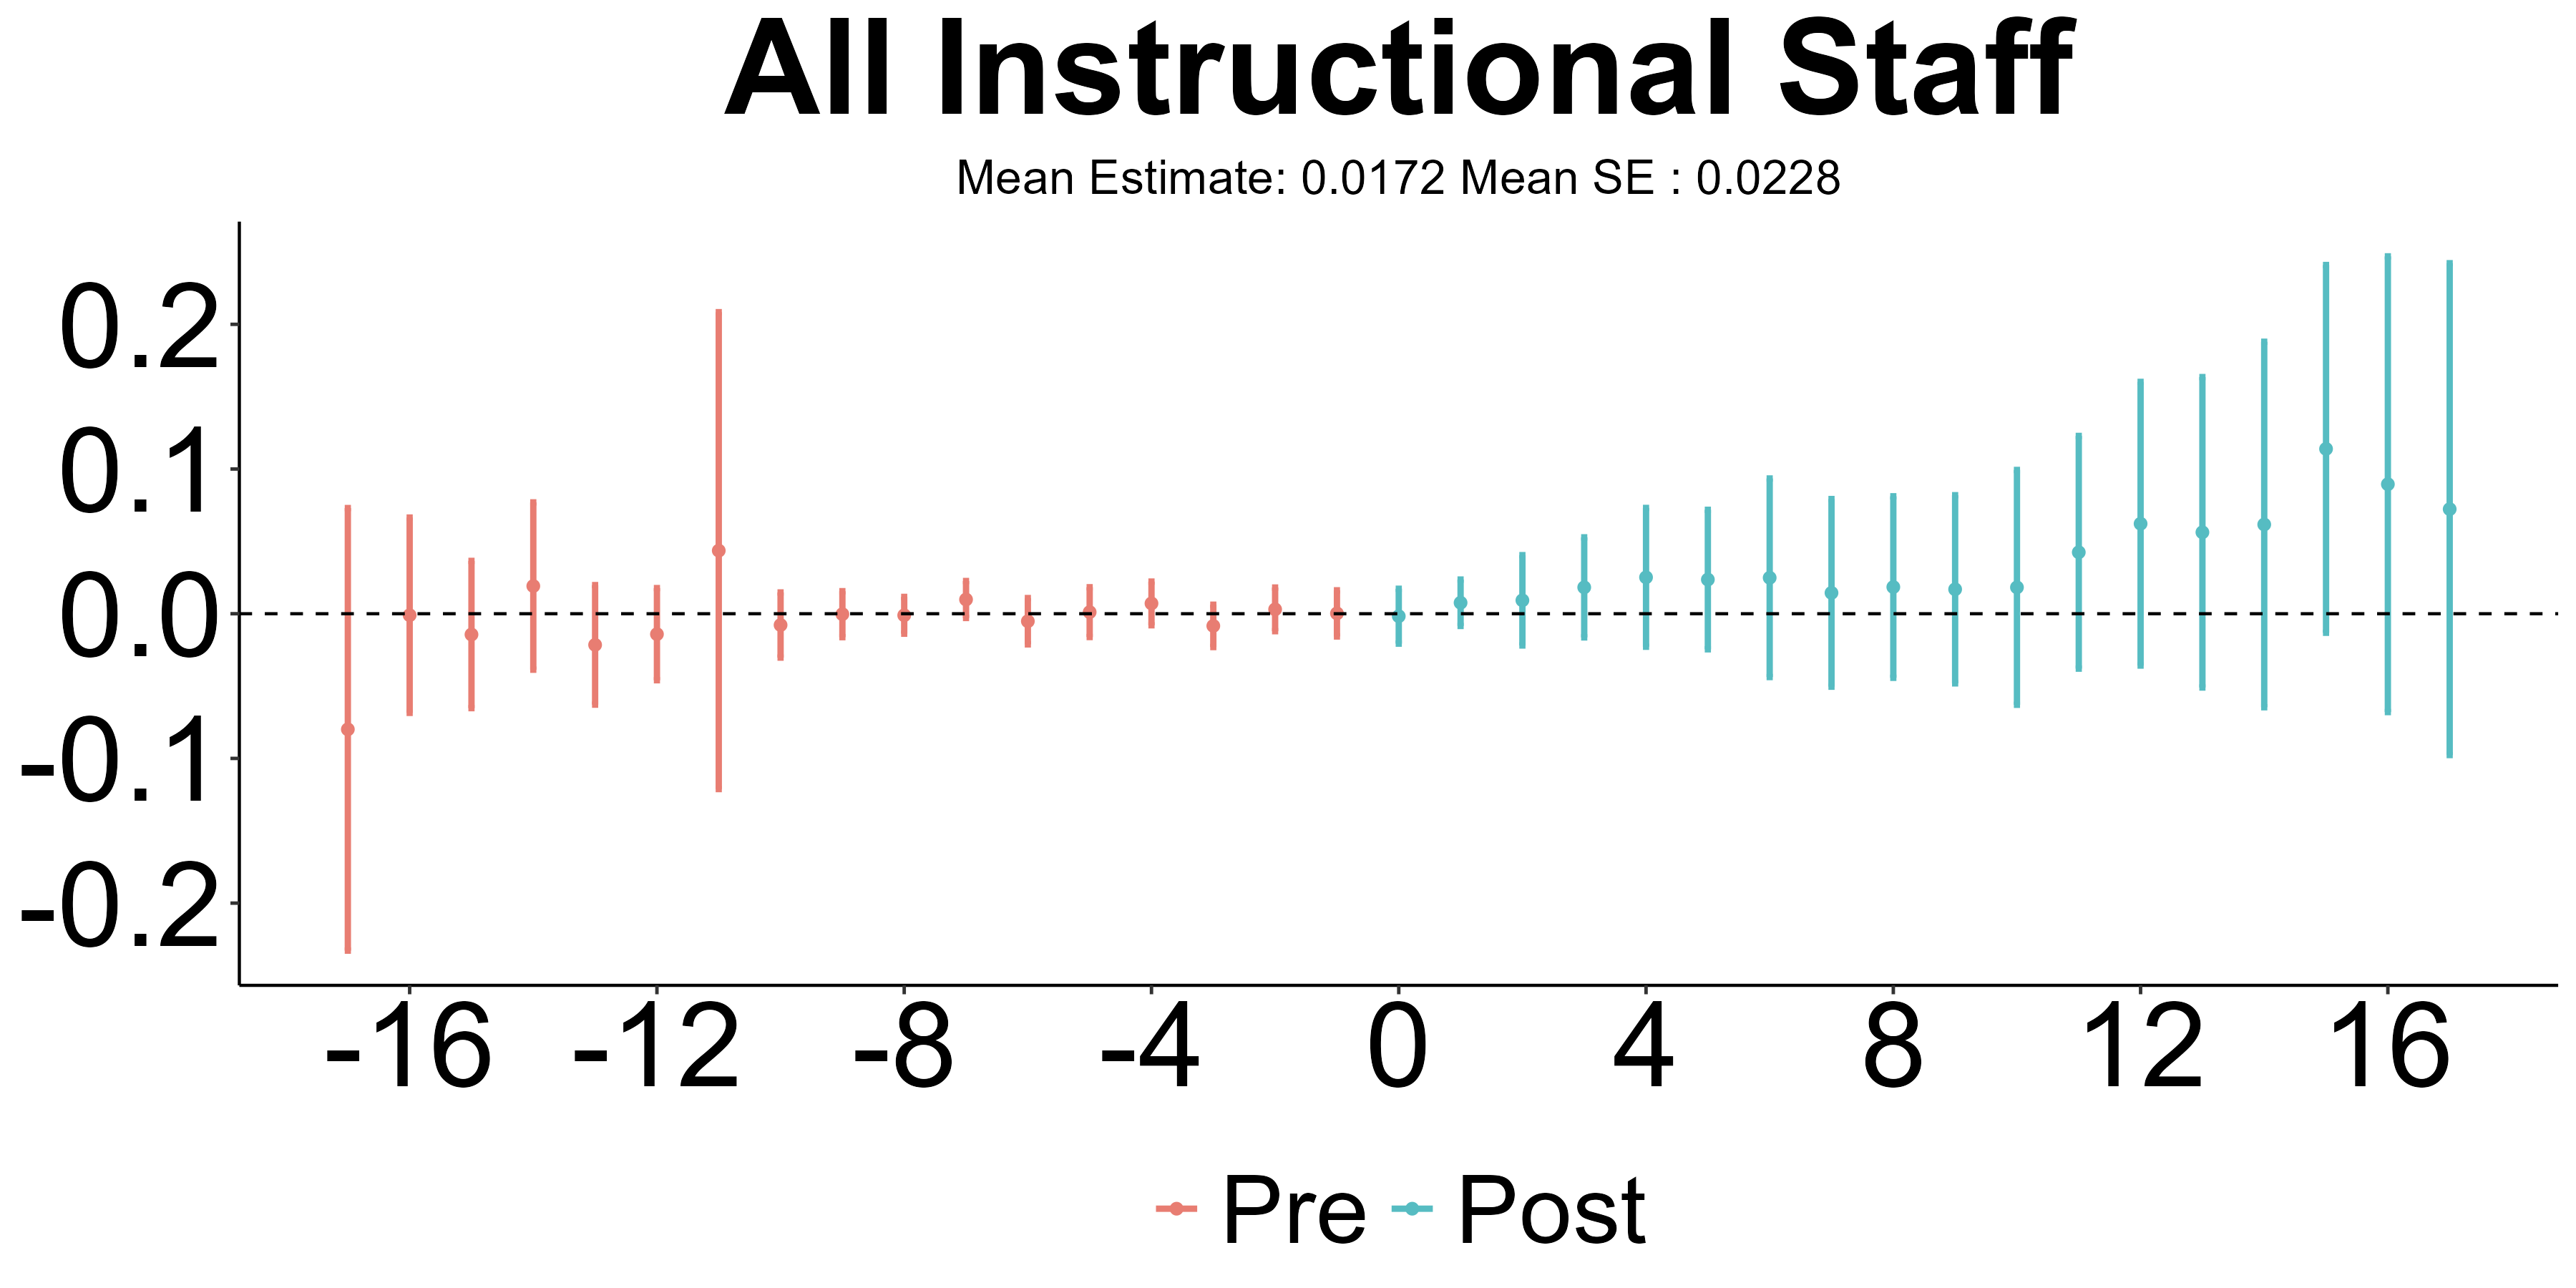 All Instructional Staff
Mean Estimate: 0.0172 Mean SE : 0.0228
0.2
0.1
0.0
-0.1
-0.2
-16 -12 -8 -4 0 4 8 12 16
Pre Post